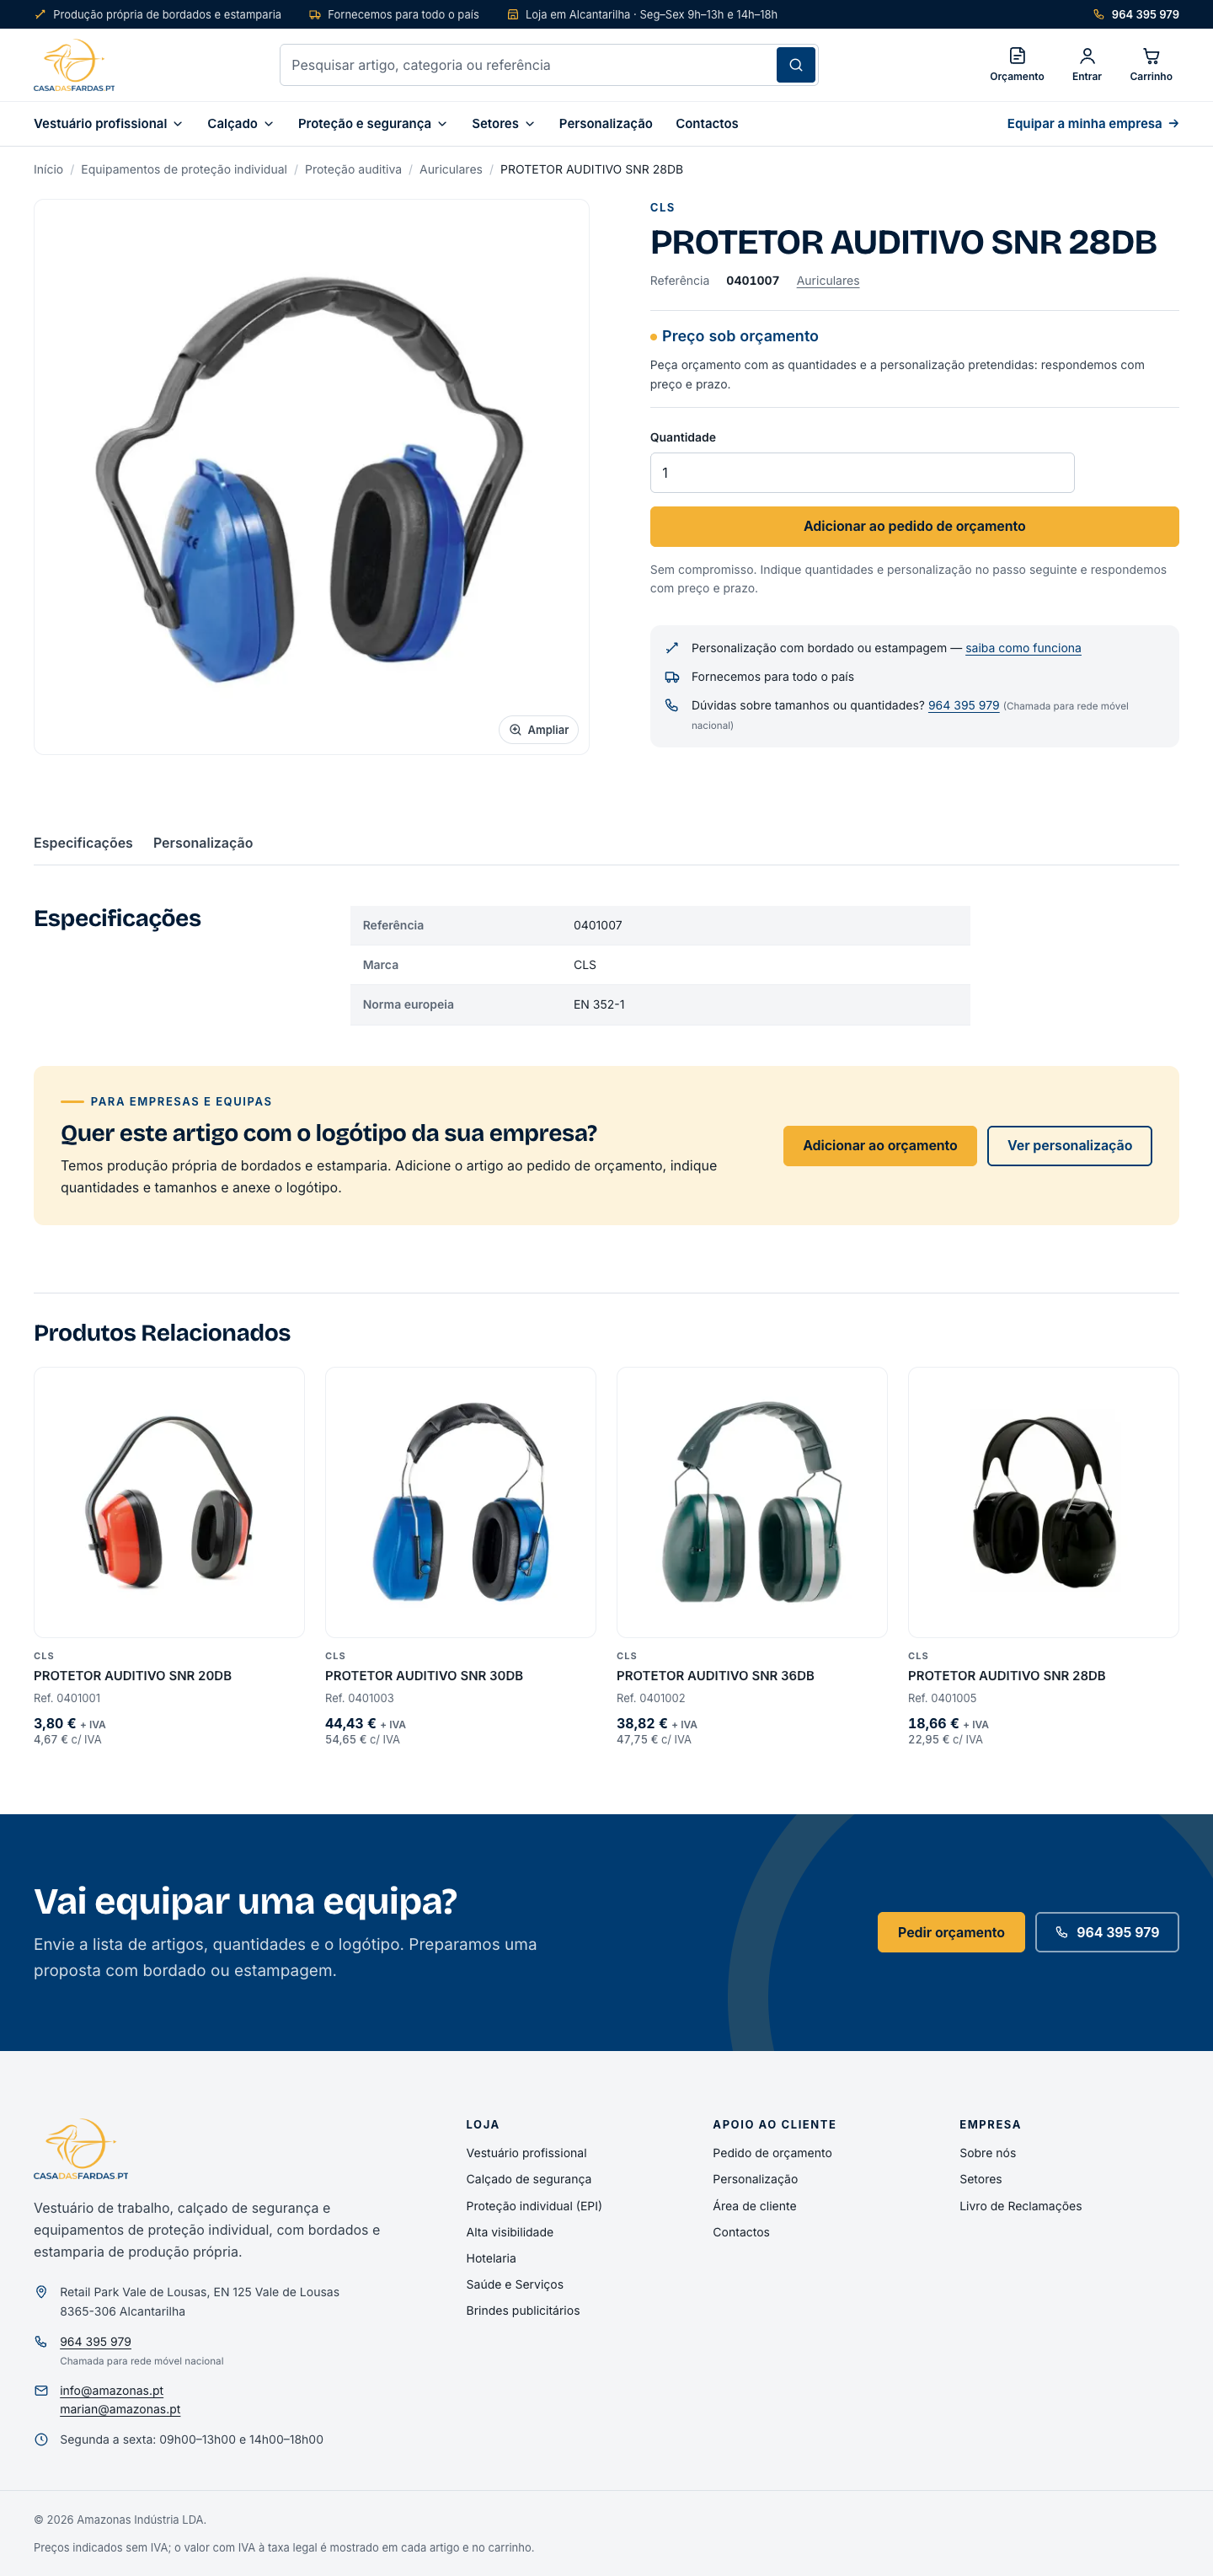 Produção própria de bordados e estamparia
Fornecemos para todo o país
Loja em Alcantarilha · Seg–Sex 9h–13h e 14h–18h
964 395 979
CASADASFARDAS.PT
Pesquisar artigo, categoria ou referência
Orçamento
Entrar
Carrinho
Vestuário profissional
Calçado
Proteção e segurança
Setores
Personalização
Contactos
Equipar a minha empresa →
Início / Equipamentos de proteção individual / Proteção auditiva / Auriculares / PROTETOR AUDITIVO SNR 28DB
CLS
PROTETOR AUDITIVO SNR 28DB
Referência 0401007 Auriculares
Preço sob orçamento
Peça orçamento com as quantidades e a personalização pretendidas: respondemos com
preço e prazo.
Quantidade
1
Adicionar ao pedido de orçamento
Sem compromisso. Indique quantidades e personalização no passo seguinte e respondemos
com preço e prazo.
Personalização com bordado ou estampagem — saiba como funciona
Fornecemos para todo o país
Dúvidas sobre tamanhos ou quantidades? 964 395 979 (Chamada para rede móvel
nacional)
Ampliar
Especificações
Personalização
Especificações
Referência 0401007
Marca CLS
Norma europeia EN 352-1
PARA EMPRESAS E EQUIPAS
Quer este artigo com o logótipo da sua empresa?
Temos produção própria de bordados e estamparia. Adicione o artigo ao pedido de orçamento, indique
quantidades e tamanhos e anexe o logótipo.
Adicionar ao orçamento
Ver personalização
Produtos Relacionados
CLS
PROTETOR AUDITIVO SNR 20DB
Ref. 0401001
3,80 € + IVA
4,67 € c/ IVA
CLS
PROTETOR AUDITIVO SNR 30DB
Ref. 0401003
44,43 € + IVA
54,65 € c/ IVA
CLS
PROTETOR AUDITIVO SNR 36DB
Ref. 0401002
38,82 € + IVA
47,75 € c/ IVA
CLS
PROTETOR AUDITIVO SNR 28DB
Ref. 0401005
18,66 € + IVA
22,95 € c/ IVA
Vai equipar uma equipa?
Envie a lista de artigos, quantidades e o logótipo. Preparamos uma
proposta com bordado ou estampagem.
Pedir orçamento
964 395 979
CASADASFARDAS.PT
Vestuário de trabalho, calçado de segurança e
equipamentos de proteção individual, com bordados e
estamparia de produção própria.
Retail Park Vale de Lousas, EN 125 Vale de Lousas
8365-306 Alcantarilha
964 395 979
Chamada para rede móvel nacional
info@amazonas.pt
marian@amazonas.pt
Segunda a sexta: 09h00–13h00 e 14h00–18h00
LOJA
Vestuário profissional
Calçado de segurança
Proteção individual (EPI)
Alta visibilidade
Hotelaria
Saúde e Serviços
Brindes publicitários
APOIO AO CLIENTE
Pedido de orçamento
Personalização
Área de cliente
Contactos
EMPRESA
Sobre nós
Setores
Livro de Reclamações
© 2026 Amazonas Indústria LDA.
Preços indicados sem IVA; o valor com IVA à taxa legal é mostrado em cada artigo e no carrinho.